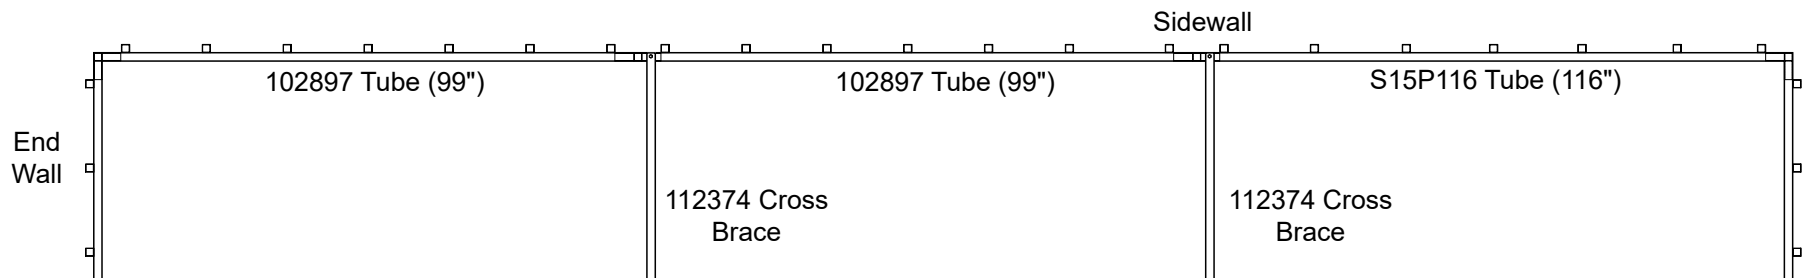 Sidewall
102897 Tube (99")
102897 Tube (99")
S15P116 Tube (116")
End
Wall
112374 Cross
Brace
112374 Cross
Brace